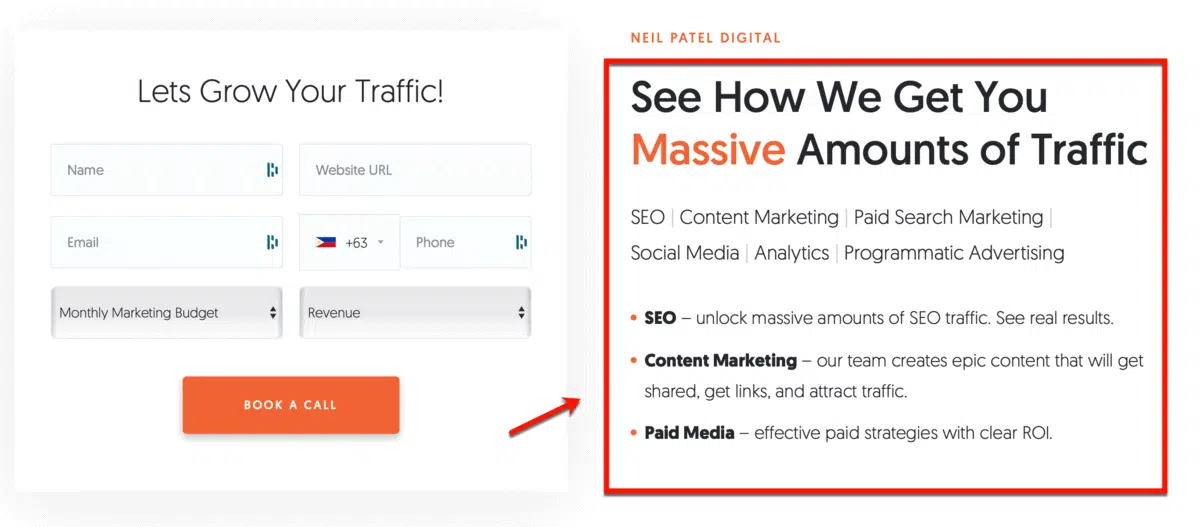 Lets Grow Your Traffic!
Name
Website URL
Email
+63
Phone
Monthly Marketing Budget
Revenue
BOOK A CALL
NEIL PATEL DIGITAL
See How We Get You
Massive Amounts of Traffic
SEO | Content Marketing | Paid Search Marketing |
Social Media | Analytics | Programmatic Advertising
• SEO – unlock massive amounts of SEO traffic. See real results.
• Content Marketing – our team creates epic content that will get
shared, get links, and attract traffic.
• Paid Media – effective paid strategies with clear ROI.